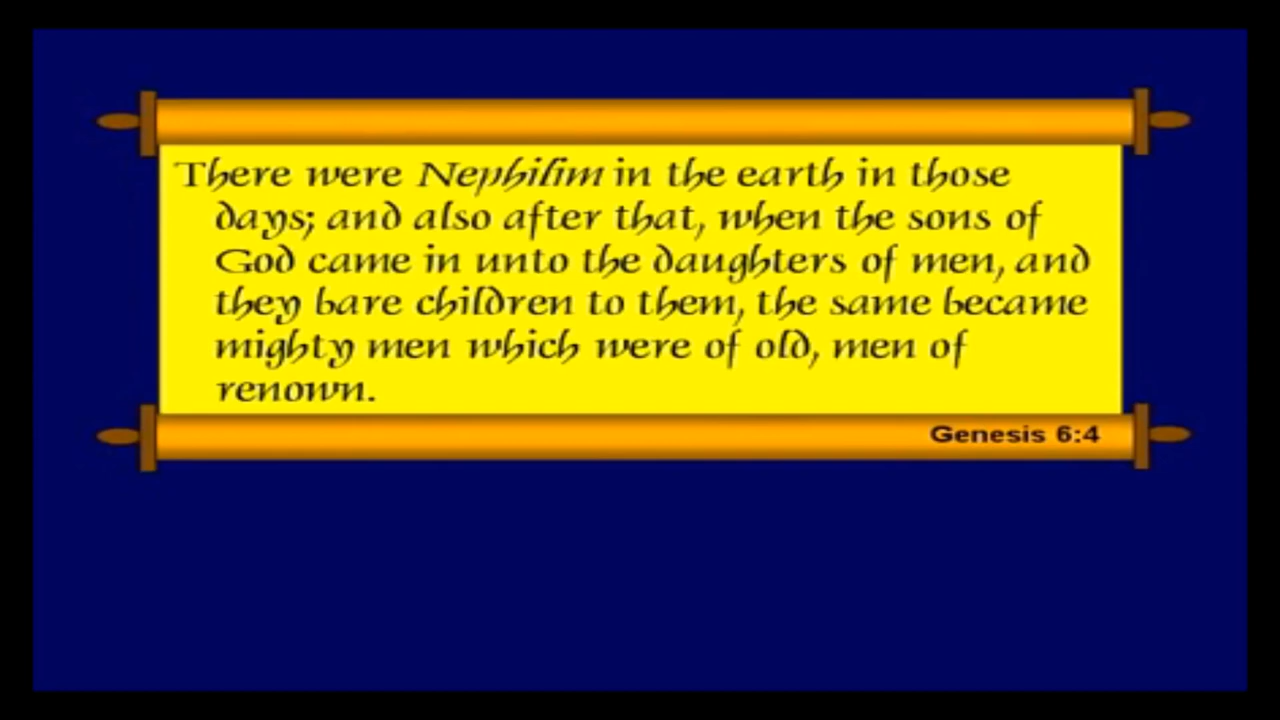 There were Nephilim in the earth in those
days; and also after that, when the sons of
God came in unto the daughters of men, and
they bare children to them, the same became
mighty men which were of old, men of
renown.
Genesis 6:4